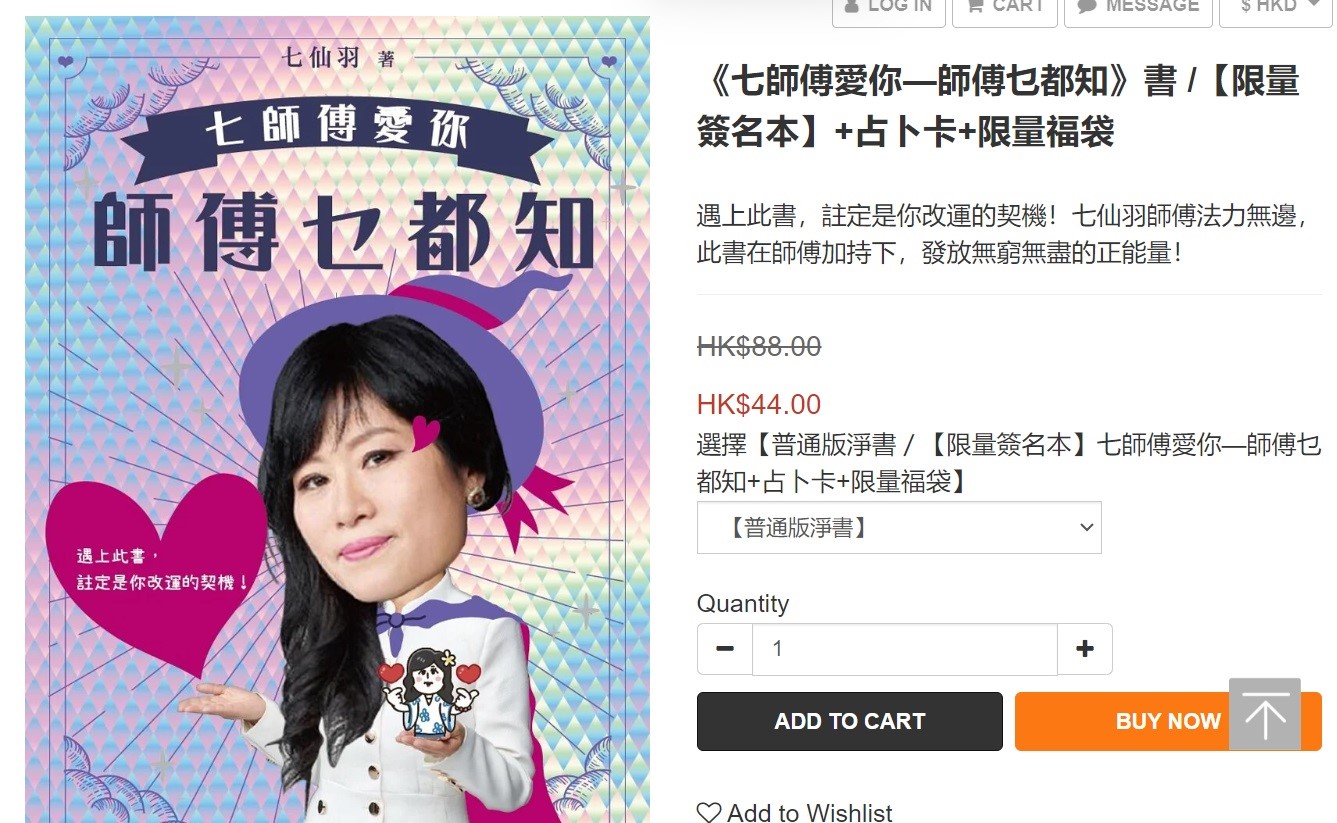 七仙羽 著
七師傅愛你
師傅乜都知
遇上此書，
註定是你改運的契機！
LOG IN
CART
MESSAGE
$ HKD
《七師傅愛你—師傅乜都知》書 /【限量
簽名本】+占卜卡+限量福袋
遇上此書，註定是你改運的契機！七仙羽師傅法力無邊，
此書在師傅加持下，發放無窮無盡的正能量！
HK$88.00
HK$44.00
選擇【普通版淨書 / 【限量簽名本】七師傅愛你—師傅乜
都知+占卜卡+限量福袋】
【普通版淨書】
Quantity
1
ADD TO CART
BUY NOW
Add to Wishlist